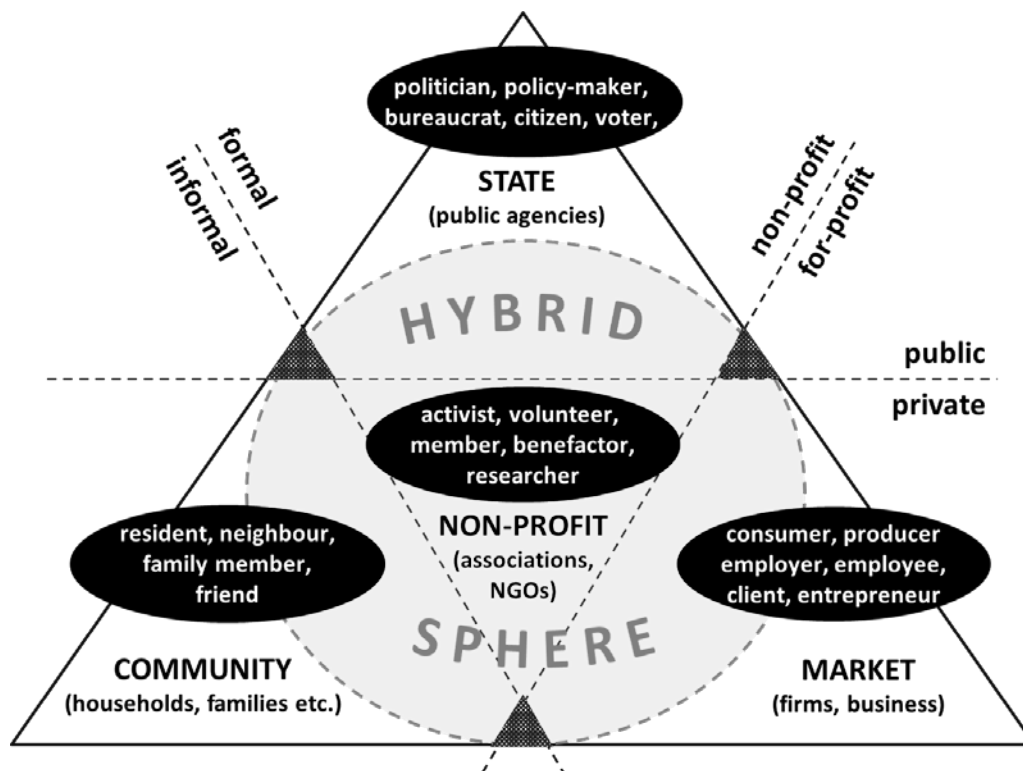 politician, policy-maker,
bureaucrat, citizen, voter,
formal
informal
non-profit
for-profit
STATE
(public agencies)
HYBRID
public
private
activist, volunteer,
member, benefactor,
researcher
resident, neighbour,
family member,
friend
NON-PROFIT
(associations,
NGOs)
consumer, producer
employer, employee,
client, entrepreneur
SPHERE
COMMUNITY
(households, families etc.)
MARKET
(firms, business)